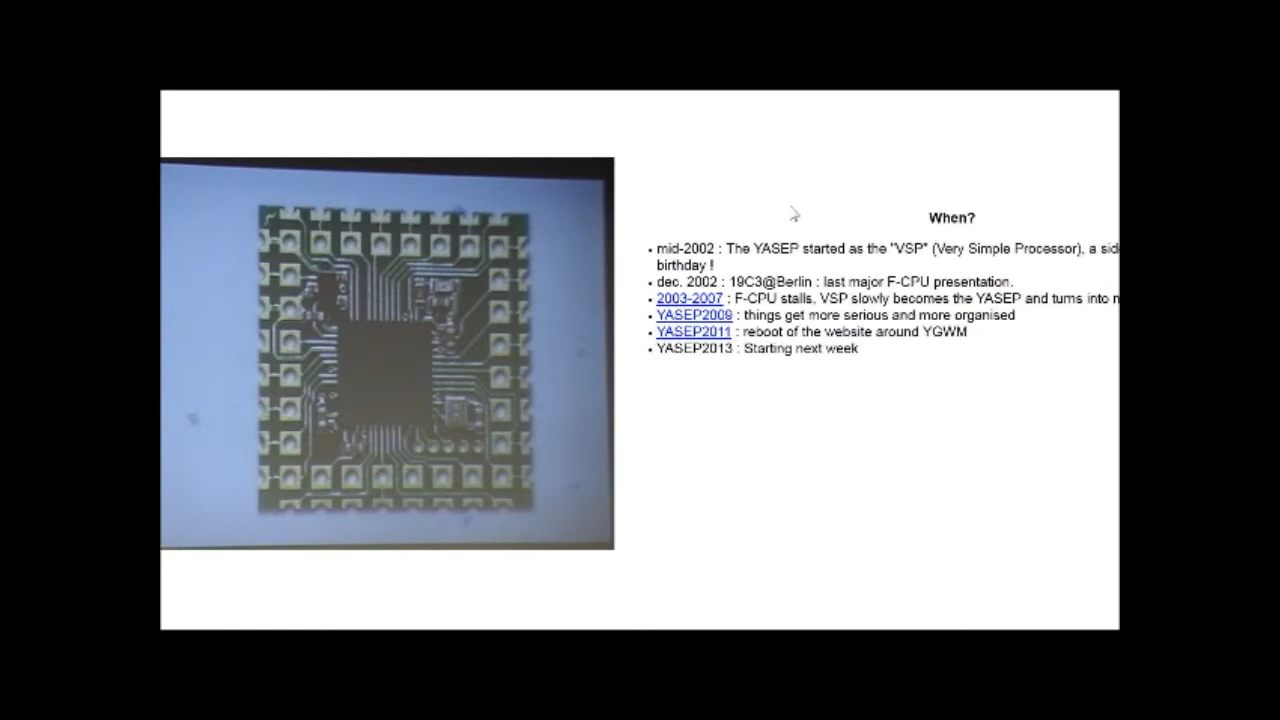 When?
mid-2002 : The YASEP started as the "VSP" (Very Simple Processor), a
birthday !
dec. 2002 : 19C3@Berlin : last major F-CPU presentation.
2003-2007 : F-CPU stalls, VSP slowly becomes the YASEP and turns into
YASEP2009 : things get more serious and more organised
YASEP2011 : reboot of the website around YGWM
YASEP2013 : Starting next week